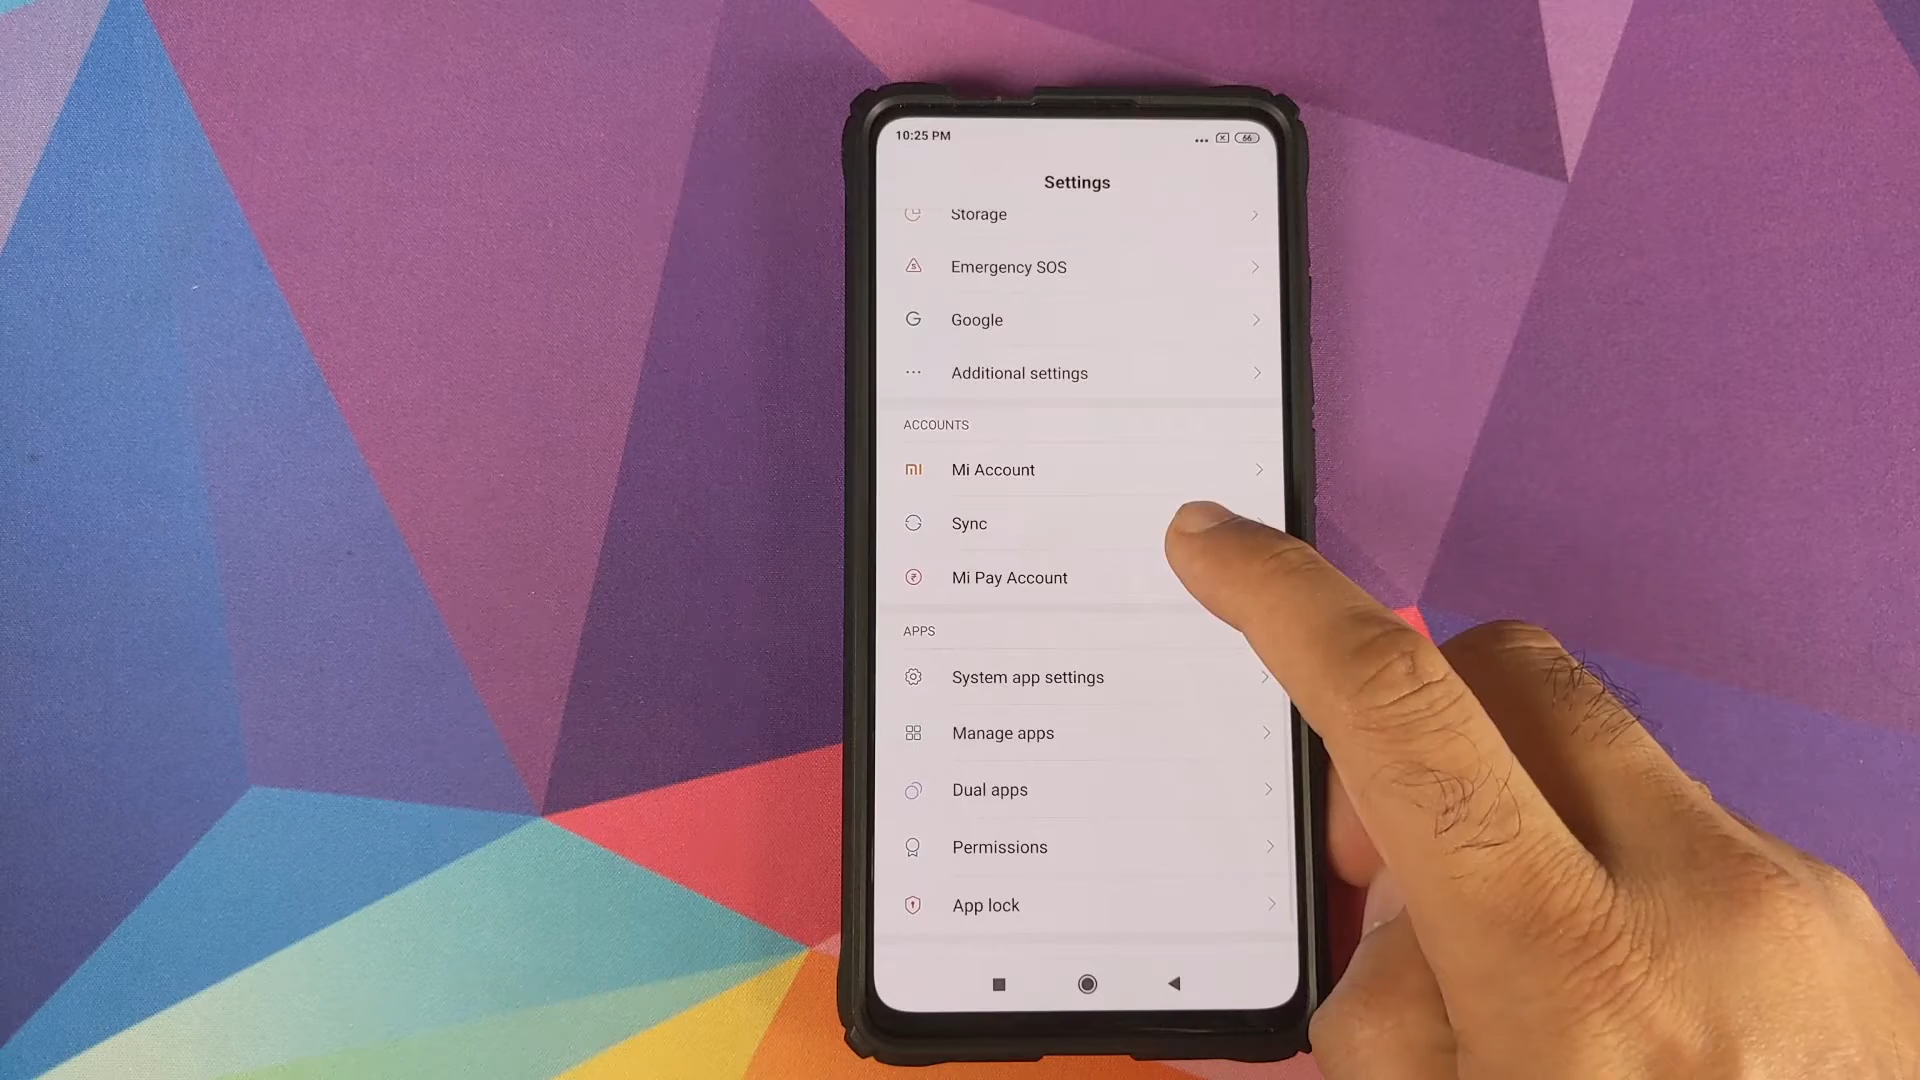 10:25 PM
66
Settings
Storage
Emergency SOS
Google
Additional settings
ACCOUNTS
Mi Account
Sync
Mi Pay Account
APPS
System app settings
Manage apps
Dual apps
Permissions
App lock